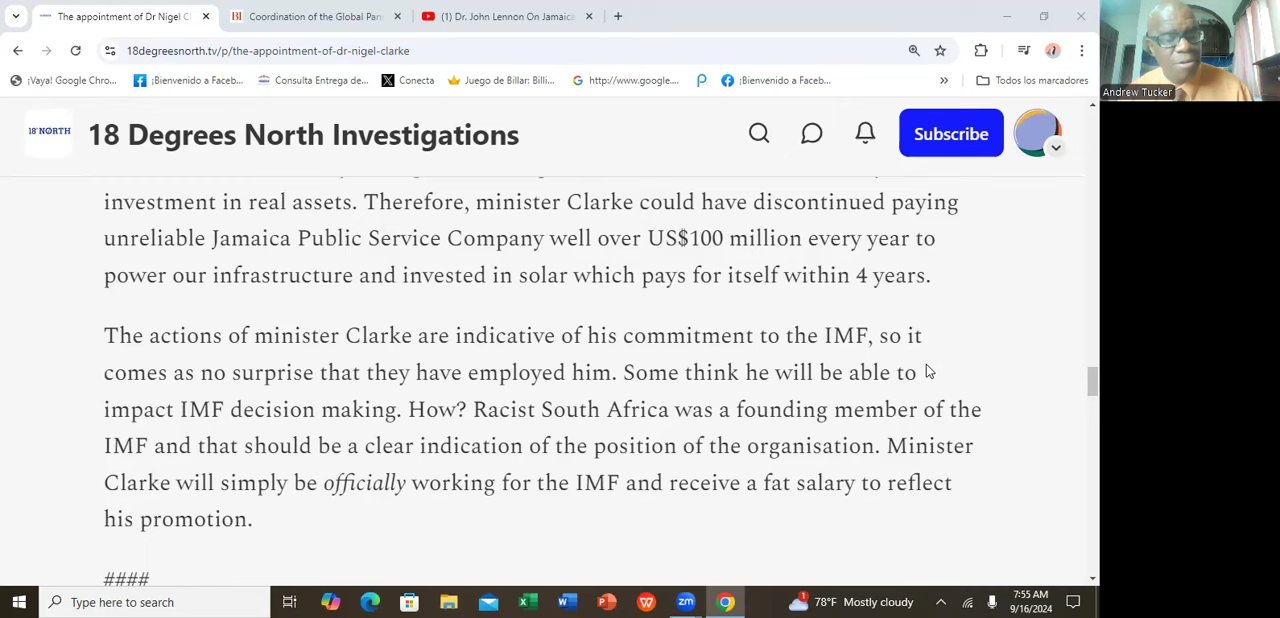 The appointment of Dr Nigel Cl
Coordination of the Global Pan
(1) Dr. John Lennon On Jamaica
18degreesnorth.tv/p/the-appointment-of-dr-nigel-clarke
¡Vaya! Google Chro...
¡Bienvenido a Faceb...
Consulta Entrega de...
Conecta
Juego de Billar: Billi...
http://www.google....
¡Bienvenido a Faceb...
Todos los marcadores
Andrew Tucker
18°NORTH
18 Degrees North Investigations
Subscribe
investment in real assets. Therefore, minister Clarke could have discontinued paying
unreliable Jamaica Public Service Company well over US$100 million every year to
power our infrastructure and invested in solar which pays for itself within 4 years.
The actions of minister Clarke are indicative of his commitment to the IMF, so it
comes as no surprise that they have employed him. Some think he will be able to
impact IMF decision making. How? Racist South Africa was a founding member of the
IMF and that should be a clear indication of the position of the organisation. Minister
Clarke will simply be officially working for the IMF and receive a fat salary to reflect
his promotion.
####
Type here to search
78°F Mostly cloudy
7:55 AM
9/16/2024